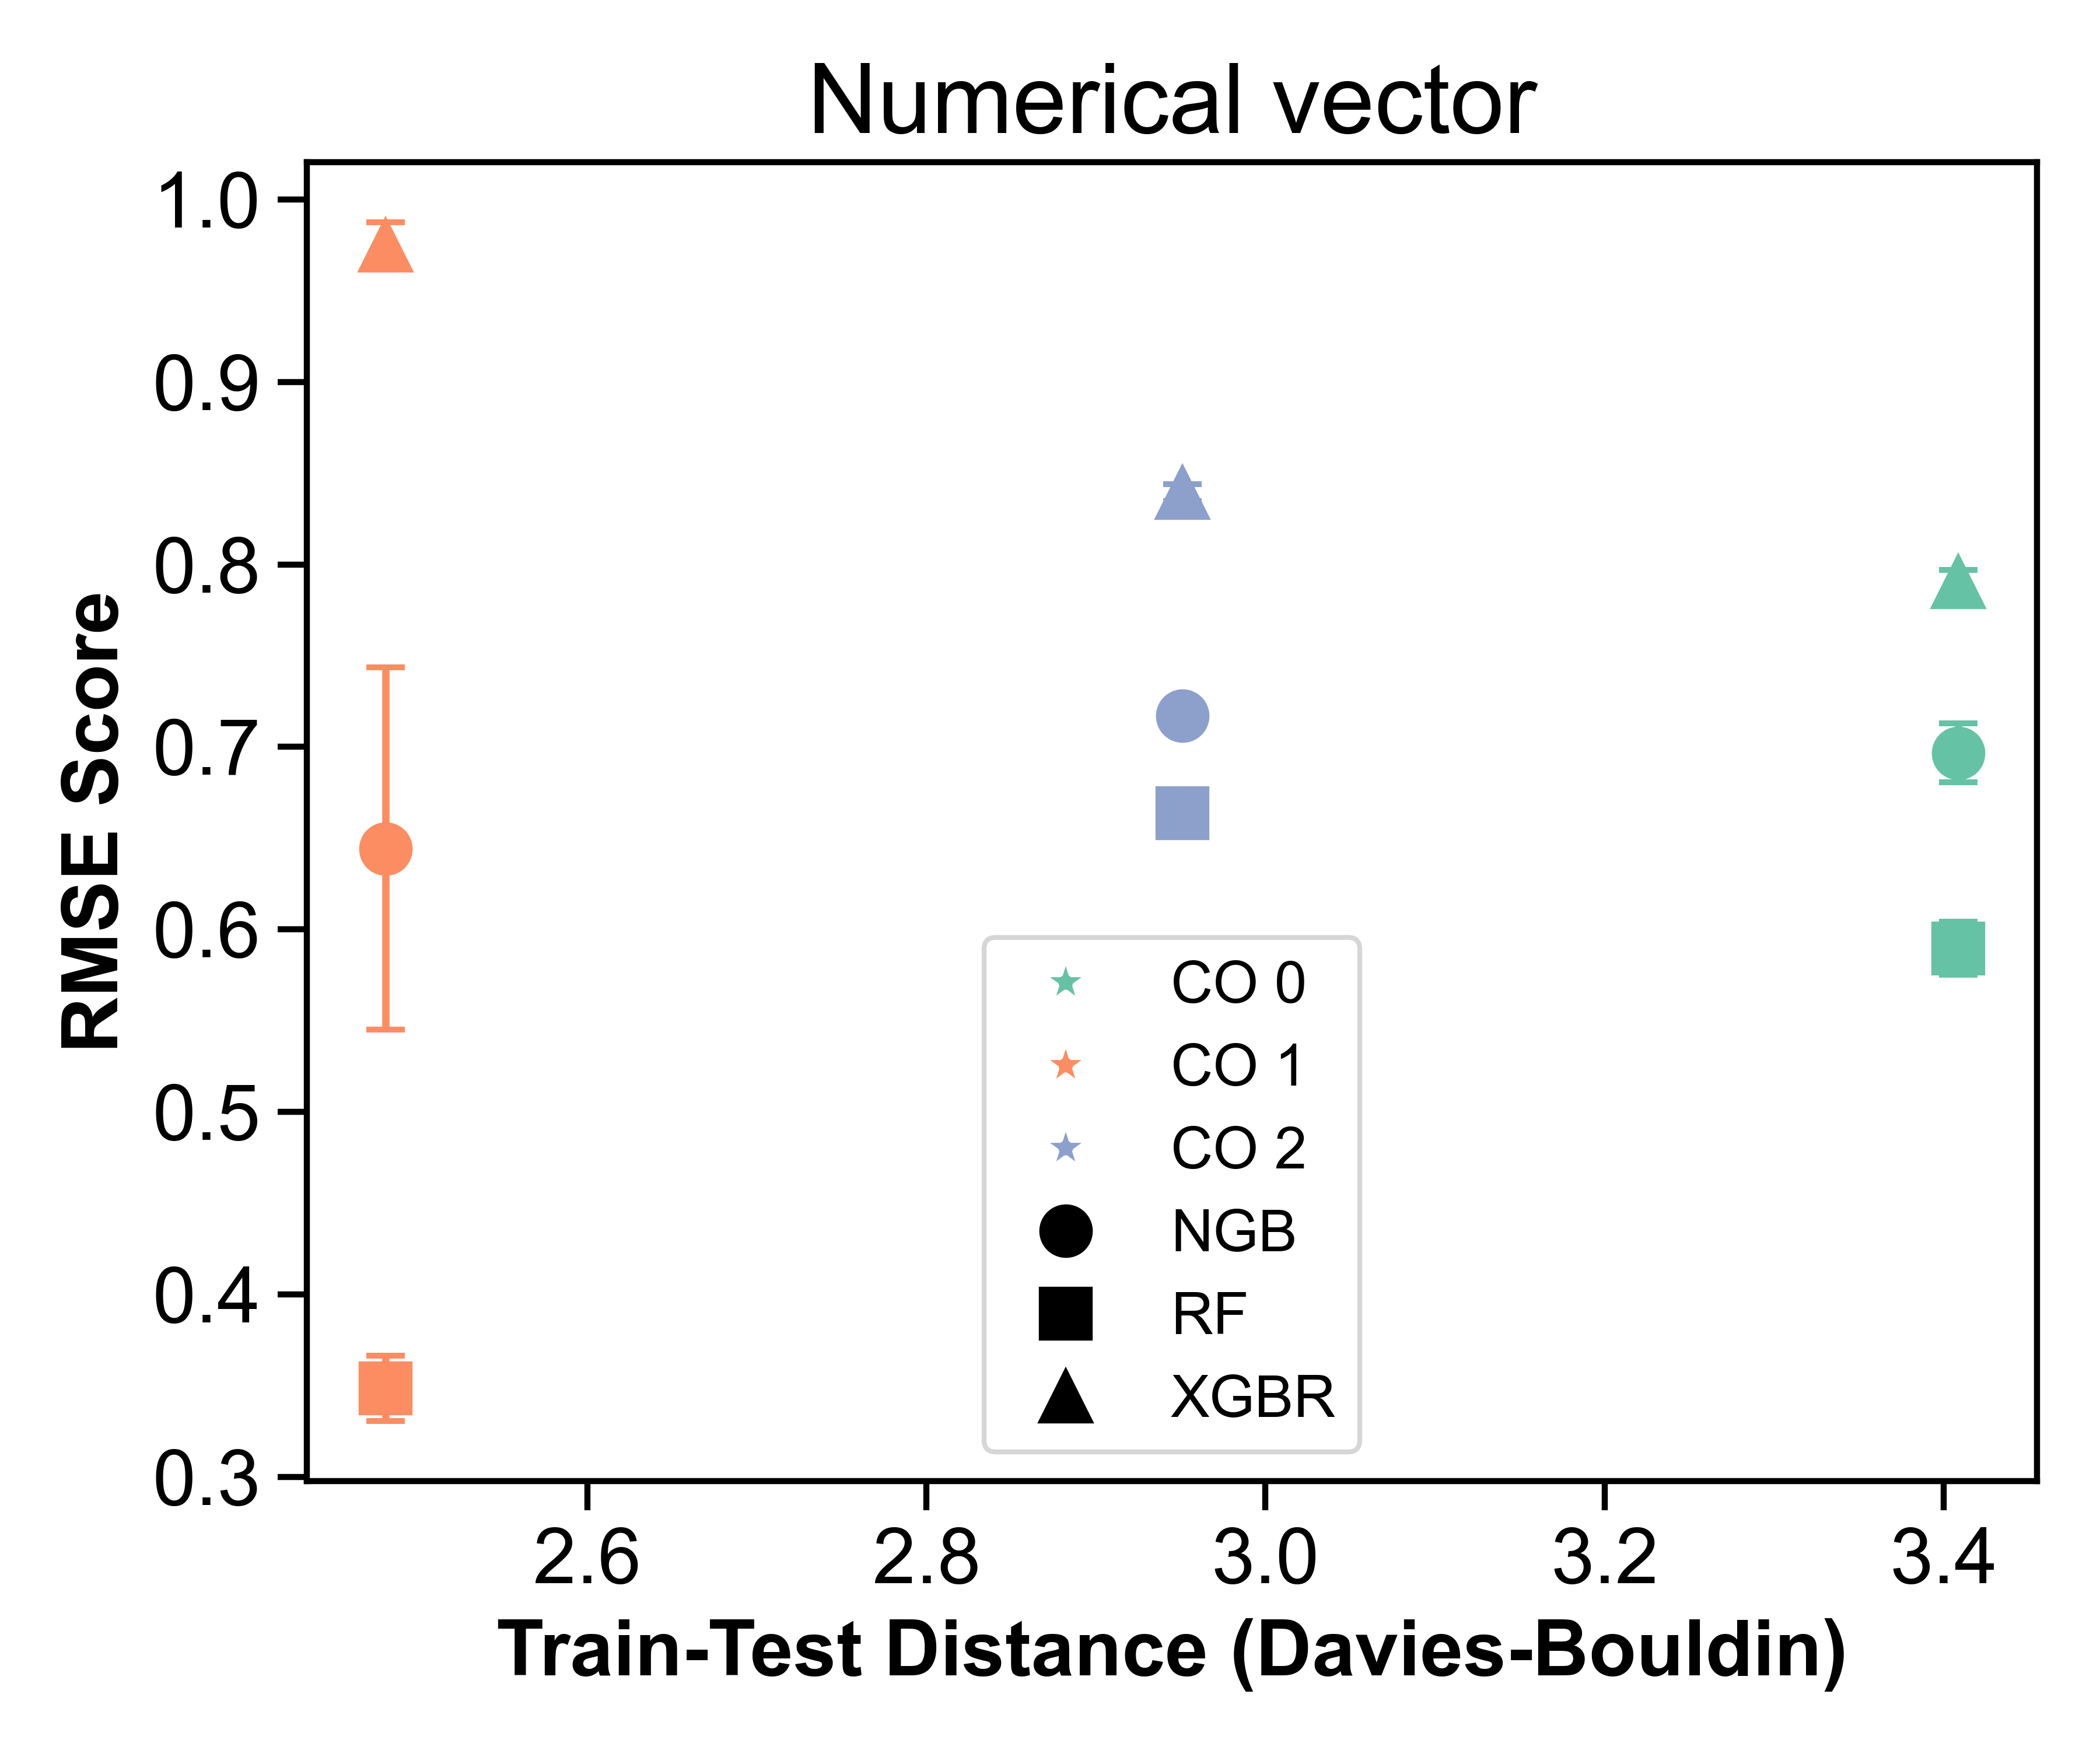 Numerical vector
1.0
0.9
0.8
0.7
0.6
0.5
0.4
0.3
RMSE Score
CO 0
CO 1
CO 2
NGB
RF
XGBR
2.6 2.8 3.0 3.2 3.4
Train-Test Distance (Davies-Bouldin)